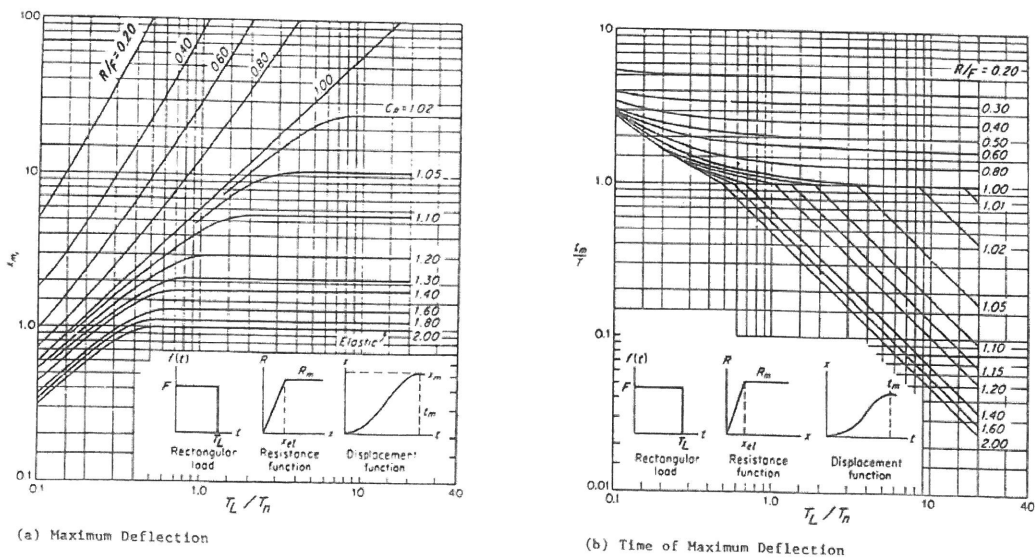 100
10
1.0
0.1
x_m
R/F=0.20
0.40
0.60
0.80
1.00
1.02
1.05
1.10
1.20
1.30
1.40
1.60
1.80
2.00
Elastic
f(t)
F
T_L
t
Rectangular
load
R
R_m
x_el
x
Resistance
function
x
x_m
t_m
t
Displacement
function
0.1
1.0
10
40
T_L / T_n
(a) Maximum Deflection
10
1.0
0.1
0.01
t_m
T
R/F=0.20
0.30
0.40
0.50
0.60
0.80
1.00
1.01
1.02
1.05
1.10
1.15
1.20
1.40
1.60
2.00
f(t)
F
T_L
t
Rectangular
load
R
R_m
x_el
x
Resistance
function
x
t_m
t
Displacement
function
0.1
1.0
10
40
T_L / T_n
(b) Time of Maximum Deflection